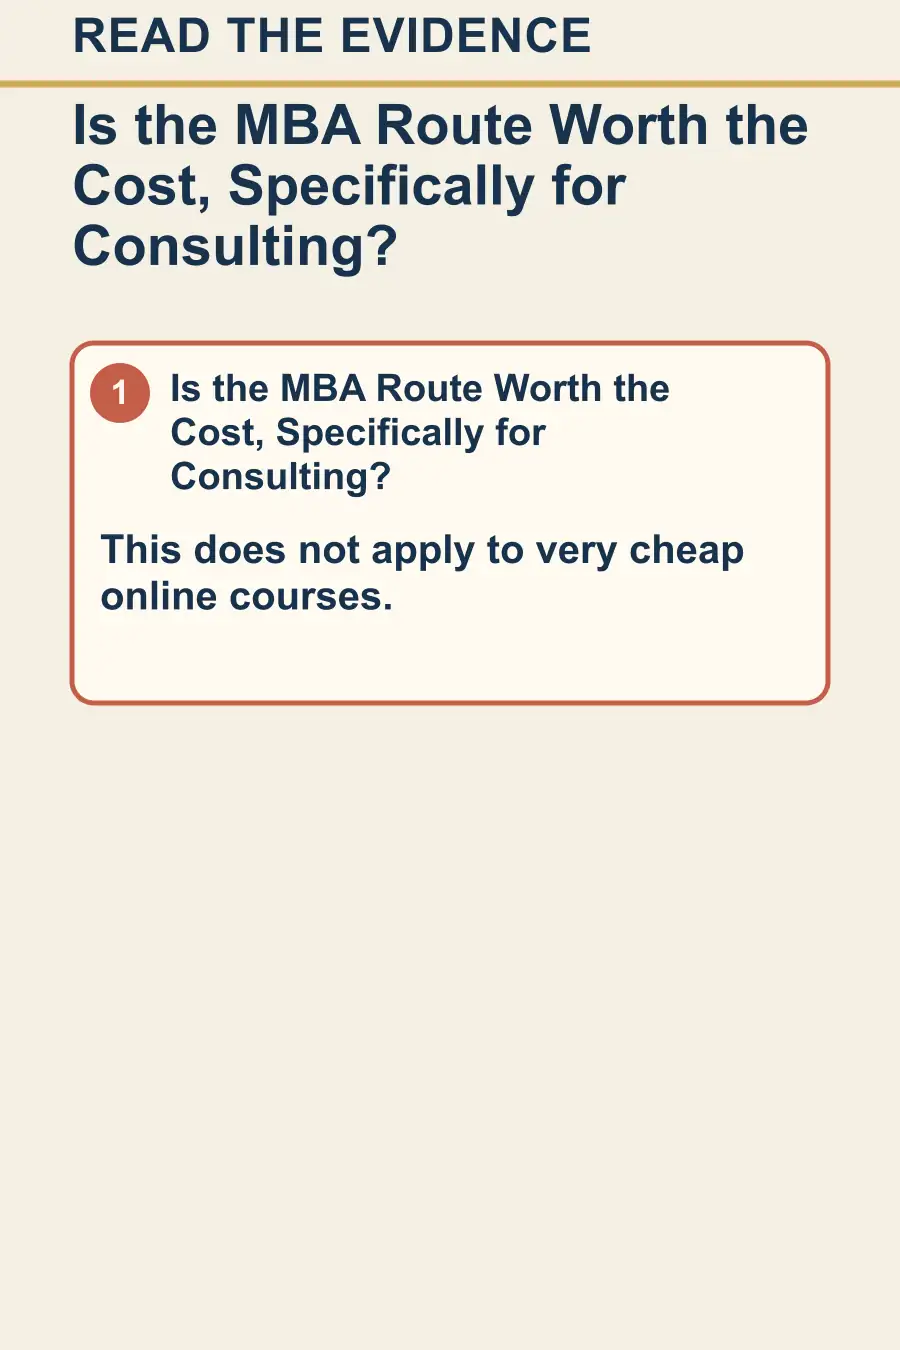 READ THE EVIDENCE
Is the MBA Route Worth the
Cost, Specifically for
Consulting?
1
Is the MBA Route Worth the
Cost, Specifically for
Consulting?
This does not apply to very cheap
online courses.